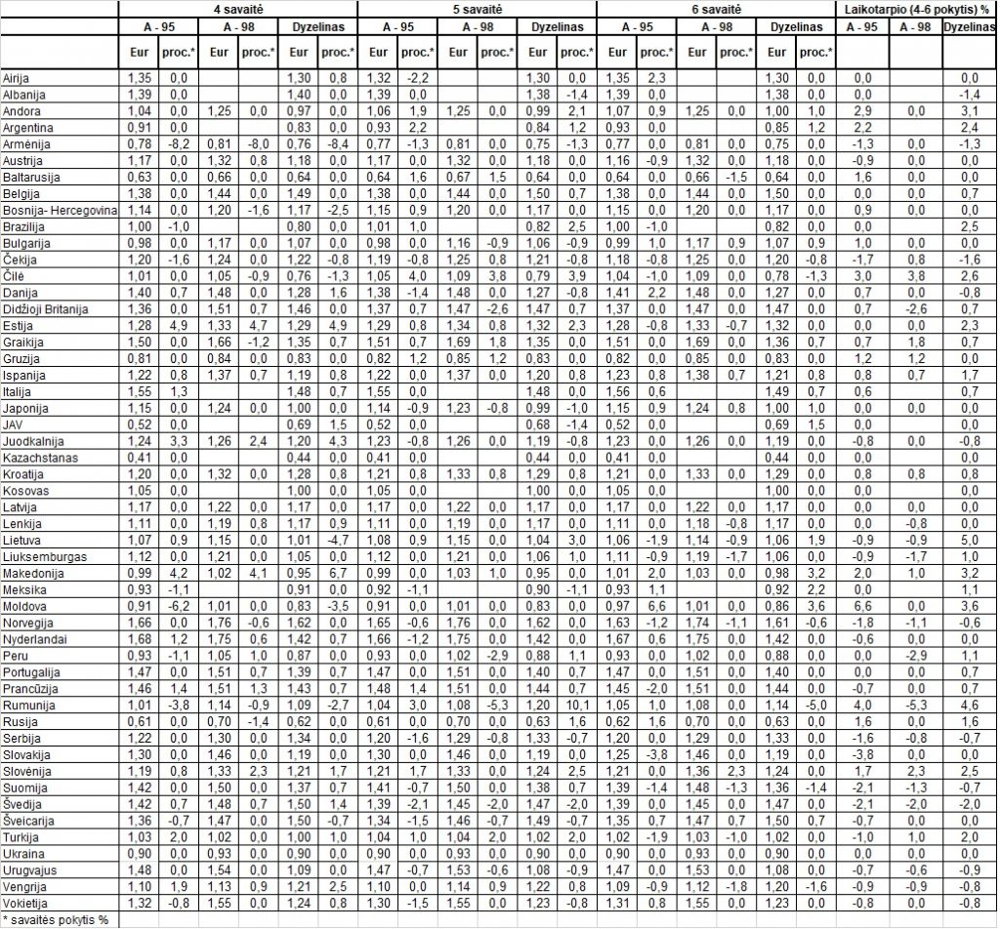 4 savaitė 5 savaitė 6 savaitė Laikotarpio (4-6 pokytis) %
A - 95 A - 98 Dyzelinas A - 95 A - 98 Dyzelinas A - 95 A - 98 Dyzelinas A - 95 A - 98 Dyzelinas
Eur proc.* Eur proc.* Eur proc.* Eur proc.* Eur proc.* Eur proc.* Eur proc.* Eur proc.* Eur proc.*
Airija 1,35 0,0 1,30 0,8 1,32 -2,2 1,30 0,0 1,35 2,3 1,30 0,0 0,0 0,0
Albanija 1,39 0,0 1,40 0,0 1,39 0,0 1,38 -1,4 1,39 0,0 1,38 0,0 0,0 -1,4
Andora 1,04 0,0 1,25 0,0 0,97 0,0 1,06 1,9 1,25 0,0 0,99 2,1 1,07 0,9 1,25 0,0 1,00 1,0 2,9 0,0 3,1
Argentina 0,91 0,0 0,83 0,0 0,93 2,2 0,84 1,2 0,93 0,0 0,85 1,2 2,2 2,4
Armėnija 0,78 -8,2 0,81 -8,0 0,76 -8,4 0,77 -1,3 0,81 0,0 0,75 -1,3 0,77 0,0 0,81 0,0 0,75 0,0 -1,3 0,0 -1,3
Austrija 1,17 0,0 1,32 0,8 1,18 0,0 1,17 0,0 1,32 0,0 1,18 0,0 1,16 -0,9 1,32 0,0 1,18 0,0 -0,9 0,0 0,0
Baltarusija 0,63 0,0 0,66 0,0 0,64 0,0 0,64 1,6 0,67 1,5 0,64 0,0 0,64 0,0 0,66 -1,5 0,64 0,0 1,6 0,0 0,0
Belgija 1,38 0,0 1,44 0,0 1,49 0,0 1,38 0,0 1,44 0,0 1,50 0,7 1,38 0,0 1,44 0,0 1,50 0,0 0,0 0,0 0,7
Bosnija- Hercegovina 1,14 0,0 1,20 -1,6 1,17 -2,5 1,15 0,9 1,20 0,0 1,17 0,0 1,15 0,0 1,20 0,0 1,17 0,0 0,9 0,0 0,0
Brazilija 1,00 -1,0 0,80 0,0 1,01 1,0 0,82 2,5 1,00 -1,0 0,82 0,0 0,0 2,5
Bulgarija 0,98 0,0 1,17 0,0 1,07 0,0 0,98 0,0 1,16 -0,9 1,06 -0,9 0,99 1,0 1,17 0,9 1,07 0,9 1,0 0,0 0,0
Čekija 1,20 -1,6 1,24 0,0 1,22 -0,8 1,19 -0,8 1,25 0,8 1,21 -0,8 1,18 -0,8 1,25 0,0 1,20 -0,8 -1,7 0,8 -1,6
Čilė 1,01 0,0 1,05 -0,9 0,76 -1,3 1,05 4,0 1,09 3,8 0,79 3,9 1,04 -1,0 1,09 0,0 0,78 -1,3 3,0 3,8 2,6
Danija 1,40 0,7 1,48 0,0 1,28 1,6 1,38 -1,4 1,48 0,0 1,27 -0,8 1,41 2,2 1,48 0,0 1,27 0,0 0,7 0,0 -0,8
Didžioji Britanija 1,36 0,0 1,51 0,7 1,46 0,0 1,37 0,7 1,47 -2,6 1,47 0,7 1,37 0,0 1,47 0,0 1,47 0,0 0,7 -2,6 0,7
Estija 1,28 4,9 1,33 4,7 1,29 4,9 1,29 0,8 1,34 0,8 1,32 2,3 1,28 -0,8 1,33 -0,7 1,32 0,0 0,0 0,0 2,3
Graikija 1,50 0,0 1,66 -1,2 1,35 0,7 1,51 0,7 1,69 1,8 1,35 0,0 1,51 0,0 1,69 0,0 1,36 0,7 0,7 1,8 0,7
Gruzija 0,81 0,0 0,84 0,0 0,83 0,0 0,82 1,2 0,85 1,2 0,83 0,0 0,82 0,0 0,85 0,0 0,83 0,0 1,2 1,2 0,0
Ispanija 1,22 0,8 1,37 0,7 1,19 0,8 1,22 0,0 1,37 0,0 1,20 0,8 1,23 0,8 1,38 0,7 1,21 0,8 0,8 0,7 1,7
Italija 1,55 1,3 1,48 0,7 1,55 0,0 1,48 0,0 1,56 0,6 1,49 0,7 0,6 0,7
Japonija 1,15 0,0 1,24 0,0 1,00 0,0 1,14 -0,9 1,23 -0,8 0,99 -1,0 1,15 0,9 1,24 0,8 1,00 1,0 0,0 0,0 0,0
JAV 0,52 0,0 0,69 1,5 0,52 0,0 0,68 -1,4 0,52 0,0 0,69 1,5 0,0 0,0
Juodkalnija 1,24 3,3 1,26 2,4 1,20 4,3 1,23 -0,8 1,26 0,0 1,19 -0,8 1,23 0,0 1,26 0,0 1,19 0,0 -0,8 0,0 -0,8
Kazachstanas 0,41 0,0 0,44 0,0 0,41 0,0 0,44 0,0 0,41 0,0 0,44 0,0 0,0 0,0
Kroatija 1,20 0,0 1,32 0,0 1,28 0,8 1,21 0,8 1,33 0,8 1,29 0,8 1,21 0,0 1,33 0,0 1,29 0,0 0,8 0,8 0,8
Kosovas 1,05 0,0 1,00 0,0 1,05 0,0 1,00 0,0 1,05 0,0 1,00 0,0 0,0 0,0
Latvija 1,17 0,0 1,22 0,0 1,17 0,0 1,17 0,0 1,22 0,0 1,17 0,0 1,17 0,0 1,22 0,0 1,17 0,0 0,0 0,0 0,0
Lenkija 1,11 0,0 1,19 0,8 1,17 0,9 1,11 0,0 1,19 0,0 1,17 0,0 1,11 0,0 1,18 -0,8 1,17 0,0 0,0 -0,8 0,0
Lietuva 1,07 0,9 1,15 0,0 1,01 -4,7 1,08 0,9 1,15 0,0 1,04 3,0 1,06 -1,9 1,14 -0,9 1,06 1,9 -0,9 -0,9 5,0
Liuksemburgas 1,12 0,0 1,21 0,0 1,05 0,0 1,12 0,0 1,21 0,0 1,06 1,0 1,11 -0,9 1,19 -1,7 1,06 0,0 -0,9 -1,7 1,0
Makedonija 0,99 4,2 1,02 4,1 0,95 6,7 0,99 0,0 1,03 1,0 0,95 0,0 1,01 2,0 1,03 0,0 0,98 3,2 2,0 1,0 3,2
Meksika 0,93 -1,1 0,91 0,0 0,92 -1,1 0,90 -1,1 0,93 1,1 0,92 2,2 0,0 1,1
Moldova 0,91 -6,2 1,01 0,0 0,83 -3,5 0,91 0,0 1,01 0,0 0,83 0,0 0,97 6,6 1,01 0,0 0,86 3,6 6,6 0,0 3,6
Norvegija 1,66 0,0 1,76 -0,6 1,62 0,0 1,65 -0,6 1,76 0,0 1,62 0,0 1,63 -1,2 1,74 -1,1 1,61 -0,6 -1,8 -1,1 -0,6
Nyderlandai 1,68 1,2 1,75 0,6 1,42 0,7 1,66 -1,2 1,75 0,0 1,42 0,0 1,67 0,6 1,75 0,0 1,42 0,0 -0,6 0,0 0,0
Peru 0,93 -1,1 1,05 1,0 0,87 0,0 0,93 0,0 1,02 -2,9 0,88 1,1 0,93 0,0 1,02 0,0 0,88 0,0 0,0 -2,9 1,1
Portugalija 1,47 0,0 1,51 0,7 1,39 0,7 1,47 0,0 1,51 0,0 1,40 0,7 1,47 0,0 1,51 0,0 1,40 0,0 0,0 0,0 0,7
Prancūzija 1,46 1,4 1,51 1,3 1,43 0,7 1,48 1,4 1,51 0,0 1,44 0,7 1,45 -2,0 1,51 0,0 1,44 0,0 -0,7 0,0 0,7
Rumunija 1,01 -3,8 1,14 -0,9 1,09 -2,7 1,04 3,0 1,08 -5,3 1,20 10,1 1,05 1,0 1,08 0,0 1,14 -5,0 4,0 -5,3 4,6
Rusija 0,61 0,0 0,70 -1,4 0,62 0,0 0,61 0,0 0,70 0,0 0,63 1,6 0,62 1,6 0,70 0,0 0,63 0,0 1,6 0,0 1,6
Serbija 1,22 0,0 1,30 0,0 1,34 0,0 1,20 -1,6 1,29 -0,8 1,33 -0,7 1,20 0,0 1,29 0,0 1,33 0,0 -1,6 -0,8 -0,7
Slovakija 1,30 0,0 1,46 0,0 1,19 0,0 1,30 0,0 1,46 0,0 1,19 0,0 1,25 -3,8 1,46 0,0 1,19 0,0 -3,8 0,0 0,0
Slovėnija 1,19 0,8 1,33 2,3 1,21 1,7 1,21 1,7 1,33 0,0 1,24 2,5 1,21 0,0 1,36 2,3 1,24 0,0 1,7 2,3 2,5
Suomija 1,42 0,0 1,50 0,0 1,37 0,7 1,41 -0,7 1,50 0,0 1,38 0,7 1,39 -1,4 1,48 -1,3 1,36 -1,4 -2,1 -1,3 -0,7
Švedija 1,42 0,7 1,48 0,7 1,50 1,4 1,39 -2,1 1,45 -2,0 1,47 -2,0 1,39 0,0 1,45 0,0 1,47 0,0 -2,1 -2,0 -2,0
Šveicarija 1,36 -0,7 1,47 0,0 1,50 -0,7 1,34 -1,5 1,46 -0,7 1,49 -0,7 1,35 0,7 1,47 0,7 1,50 0,7 -0,7 0,0 0,0
Turkija 1,03 2,0 1,02 0,0 1,00 1,0 1,04 1,0 1,04 2,0 1,02 2,0 1,02 -1,9 1,03 -1,0 1,02 0,0 -1,0 1,0 2,0
Ukraina 0,90 0,0 0,93 0,0 0,90 0,0 0,90 0,0 0,93 0,0 0,90 0,0 0,90 0,0 0,93 0,0 0,90 0,0 0,0 0,0 0,0
Urugvajus 1,48 0,0 1,54 0,0 1,09 0,0 1,47 -0,7 1,53 -0,6 1,08 -0,9 1,47 0,0 1,53 0,0 1,08 0,0 -0,7 -0,6 -0,9
Vengrija 1,10 1,9 1,13 0,9 1,21 2,5 1,10 0,0 1,14 0,9 1,22 0,8 1,09 -0,9 1,12 -1,8 1,20 -1,6 -0,9 -0,9 -0,8
Vokietija 1,32 -0,8 1,55 0,0 1,24 0,8 1,30 -1,5 1,55 0,0 1,23 -0,8 1,31 0,8 1,55 0,0 1,23 0,0 -0,8 0,0 -0,8
* savaitės pokytis %